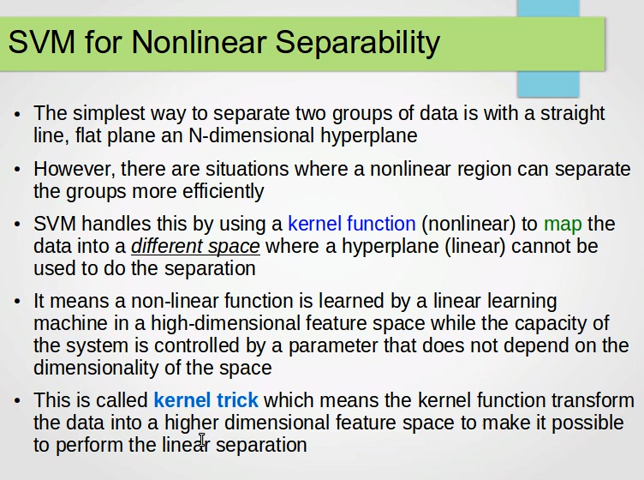 SVM for Nonlinear Separability
• The simplest way to separate two groups of data is with a straight
line, flat plane an N-dimensional hyperplane
• However, there are situations where a nonlinear region can separate
the groups more efficiently
• SVM handles this by using a kernel function (nonlinear) to map the
data into a different space where a hyperplane (linear) cannot be
used to do the separation
• It means a non-linear function is learned by a linear learning
machine in a high-dimensional feature space while the capacity of
the system is controlled by a parameter that does not depend on the
dimensionality of the space
• This is called kernel trick which means the kernel function transform
the data into a higher dimensional feature space to make it possible
to perform the linear separation